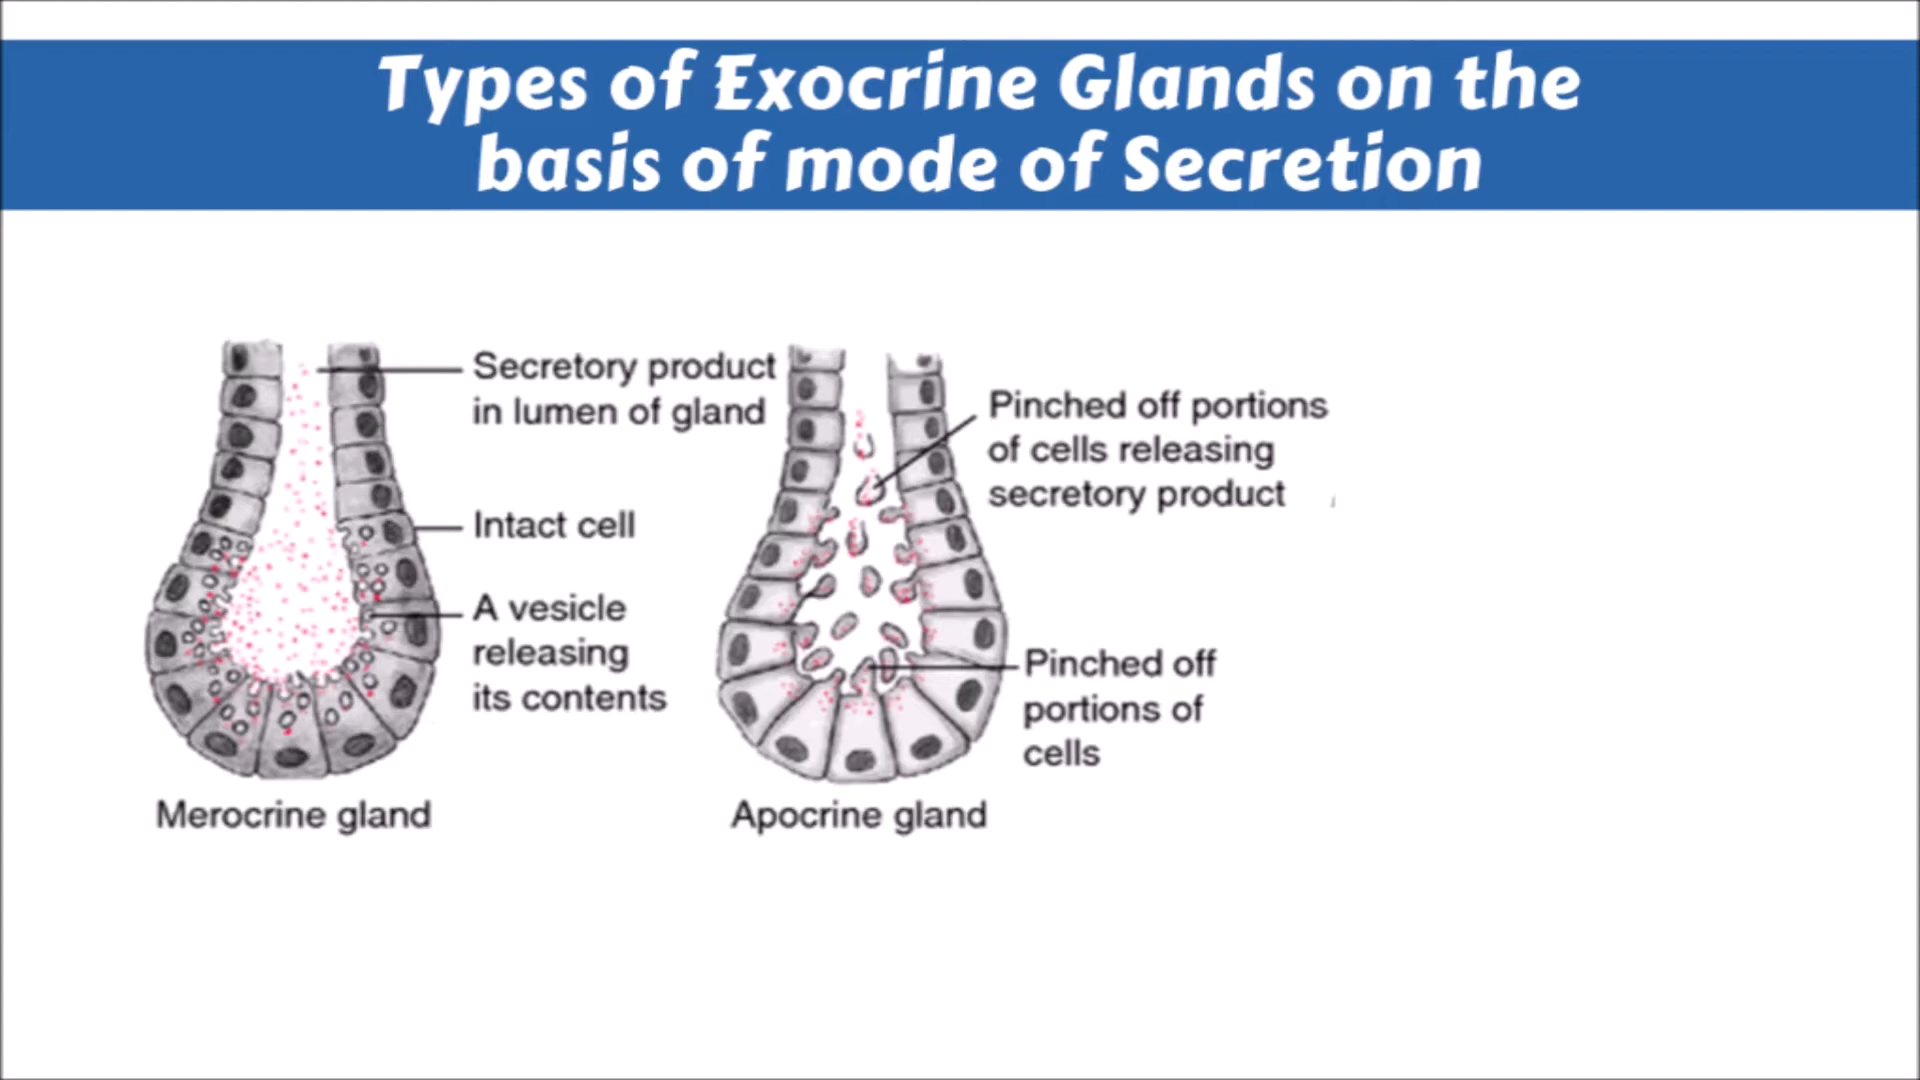 Types of Exocrine Glands on the
basis of mode of Secretion
Secretory product
in lumen of gland
Intact cell
A vesicle
releasing
its contents
Merocrine gland
Pinched off portions
of cells releasing
secretory product
Pinched off
portions of
cells
Apocrine gland